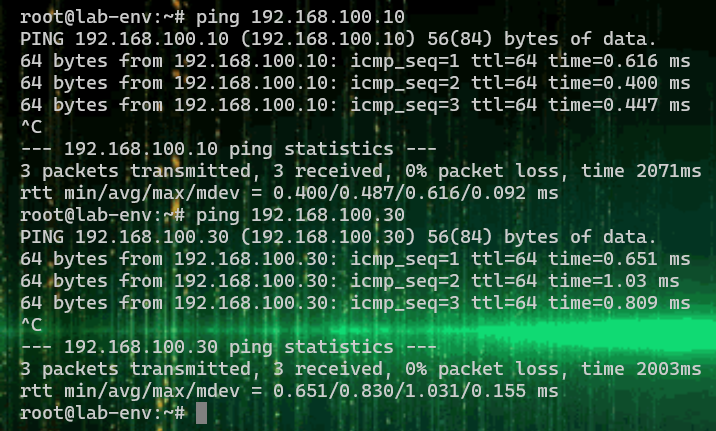 root@lab-env:~# ping 192.168.100.10
PING 192.168.100.10 (192.168.100.10) 56(84) bytes of data.
64 bytes from 192.168.100.10: icmp_seq=1 ttl=64 time=0.616 ms
64 bytes from 192.168.100.10: icmp_seq=2 ttl=64 time=0.400 ms
64 bytes from 192.168.100.10: icmp_seq=3 ttl=64 time=0.447 ms
^C
--- 192.168.100.10 ping statistics ---
3 packets transmitted, 3 received, 0% packet loss, time 2071ms
rtt min/avg/max/mdev = 0.400/0.487/0.616/0.092 ms
root@lab-env:~# ping 192.168.100.30
PING 192.168.100.30 (192.168.100.30) 56(84) bytes of data.
64 bytes from 192.168.100.30: icmp_seq=1 ttl=64 time=0.651 ms
64 bytes from 192.168.100.30: icmp_seq=2 ttl=64 time=1.03 ms
64 bytes from 192.168.100.30: icmp_seq=3 ttl=64 time=0.809 ms
^C
--- 192.168.100.30 ping statistics ---
3 packets transmitted, 3 received, 0% packet loss, time 2003ms
rtt min/avg/max/mdev = 0.651/0.830/1.031/0.155 ms
root@lab-env:~#